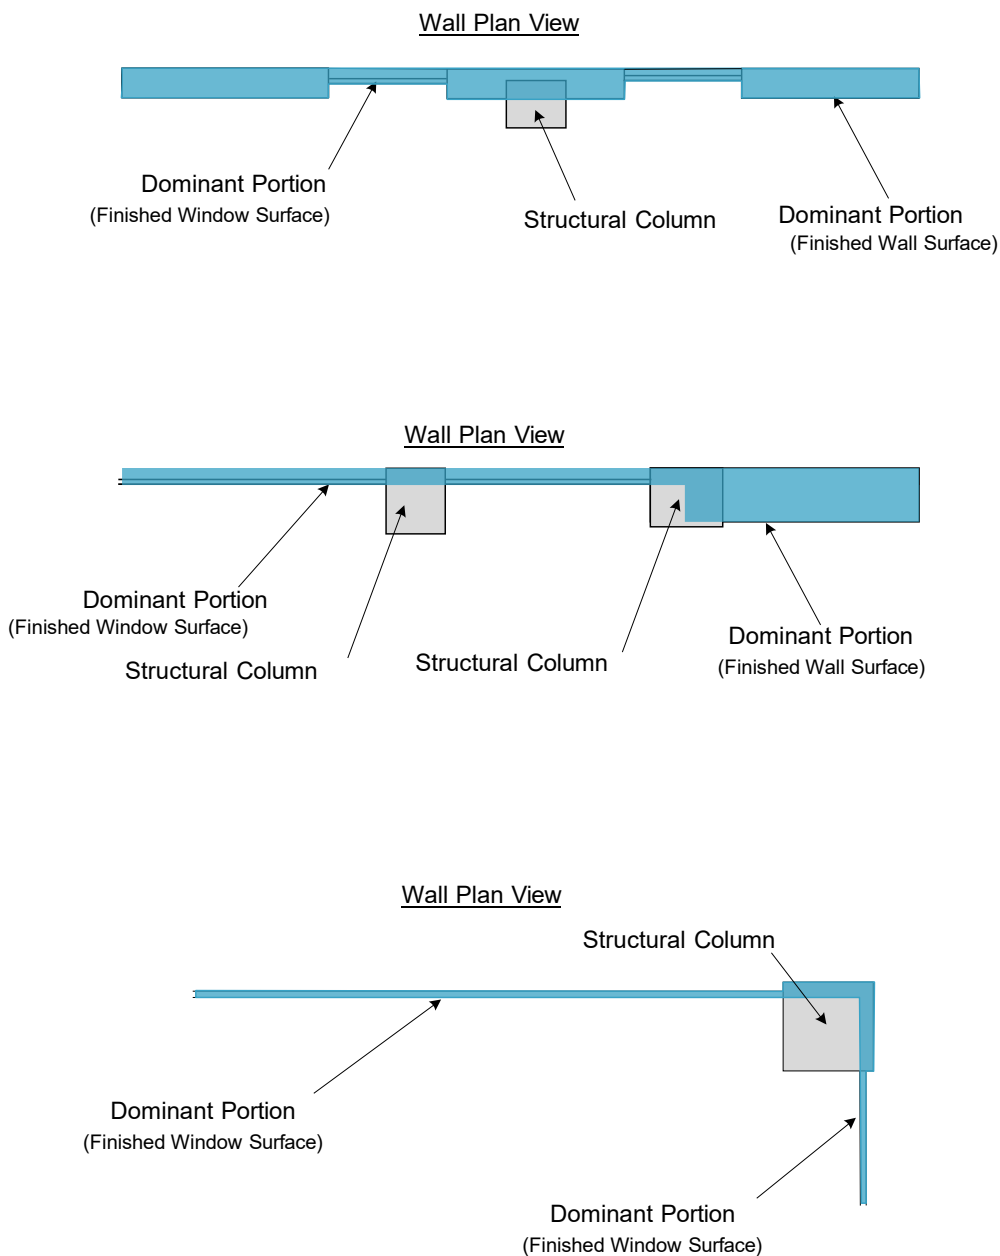 Wall Plan View
Dominant Portion
(Finished Window Surface)
Structural Column
Dominant Portion
(Finished Wall Surface)
Wall Plan View
Dominant Portion
(Finished Window Surface)
Structural Column
Structural Column
Dominant Portion
(Finished Wall Surface)
Wall Plan View
Structural Column
Dominant Portion
(Finished Window Surface)
Dominant Portion
(Finished Window Surface)